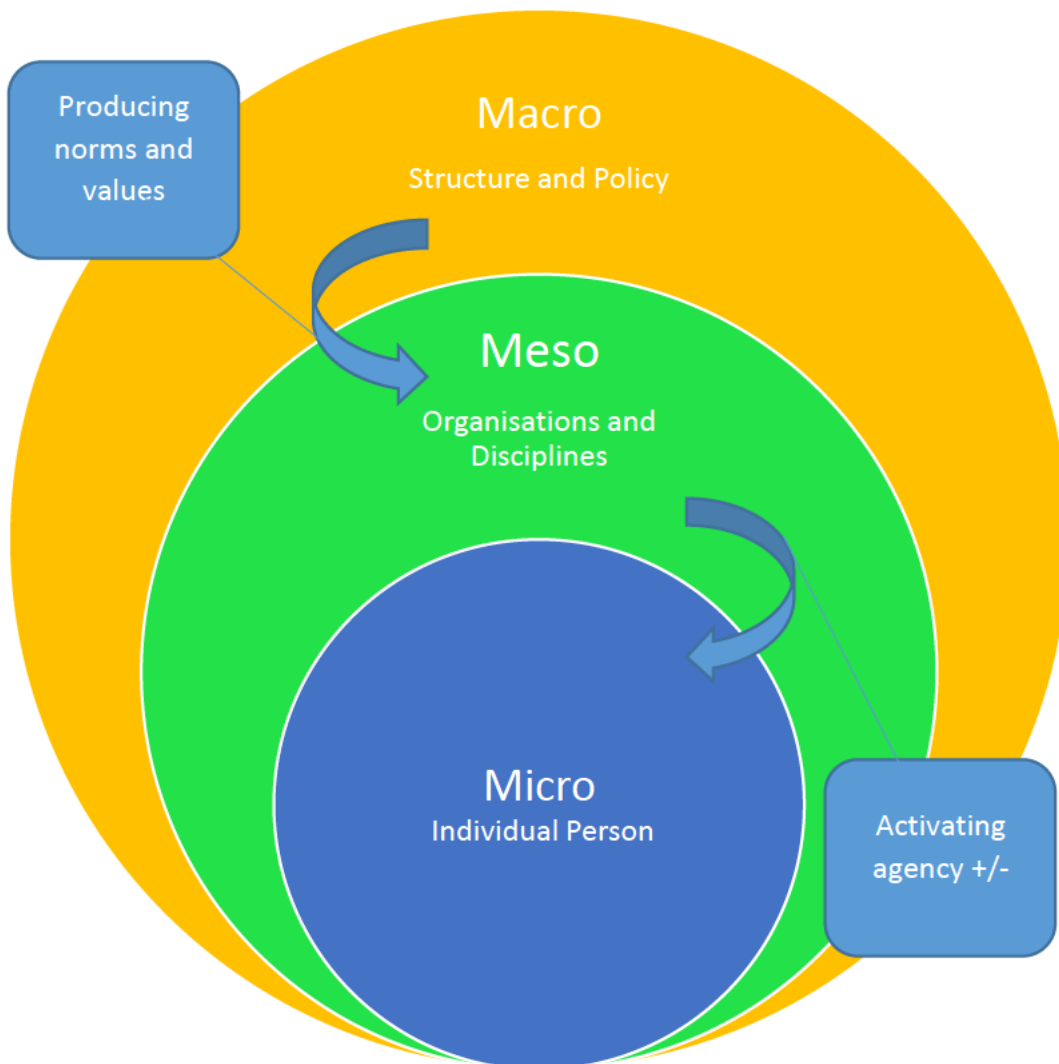 Producing
norms and
values
Macro
Structure and Policy
Meso
Organisations and
Disciplines
Micro
Individual Person
Activating
agency +/-